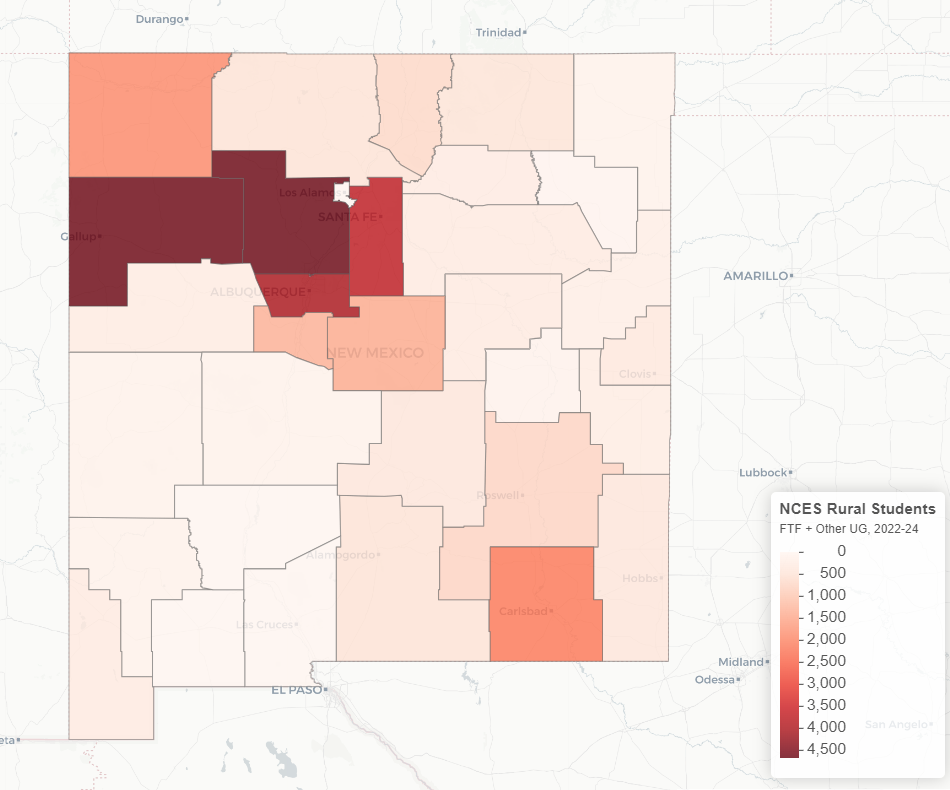 Durango
Trinidad
Los Alamos
SANTA FE
Gallup
AMARILLO
ALBUQUERQUE
NEW MEXICO
Clovis
Lubbock
Roswell
NCES Rural Students
FTF + Other UG, 2022-24
0
500
1,000
1,500
2,000
2,500
3,000
3,500
4,000
4,500
Alamogordo
Hobbs
Carlsbad
Las Cruces
Midland
Odessa
EL PASO
San Angelo
eta